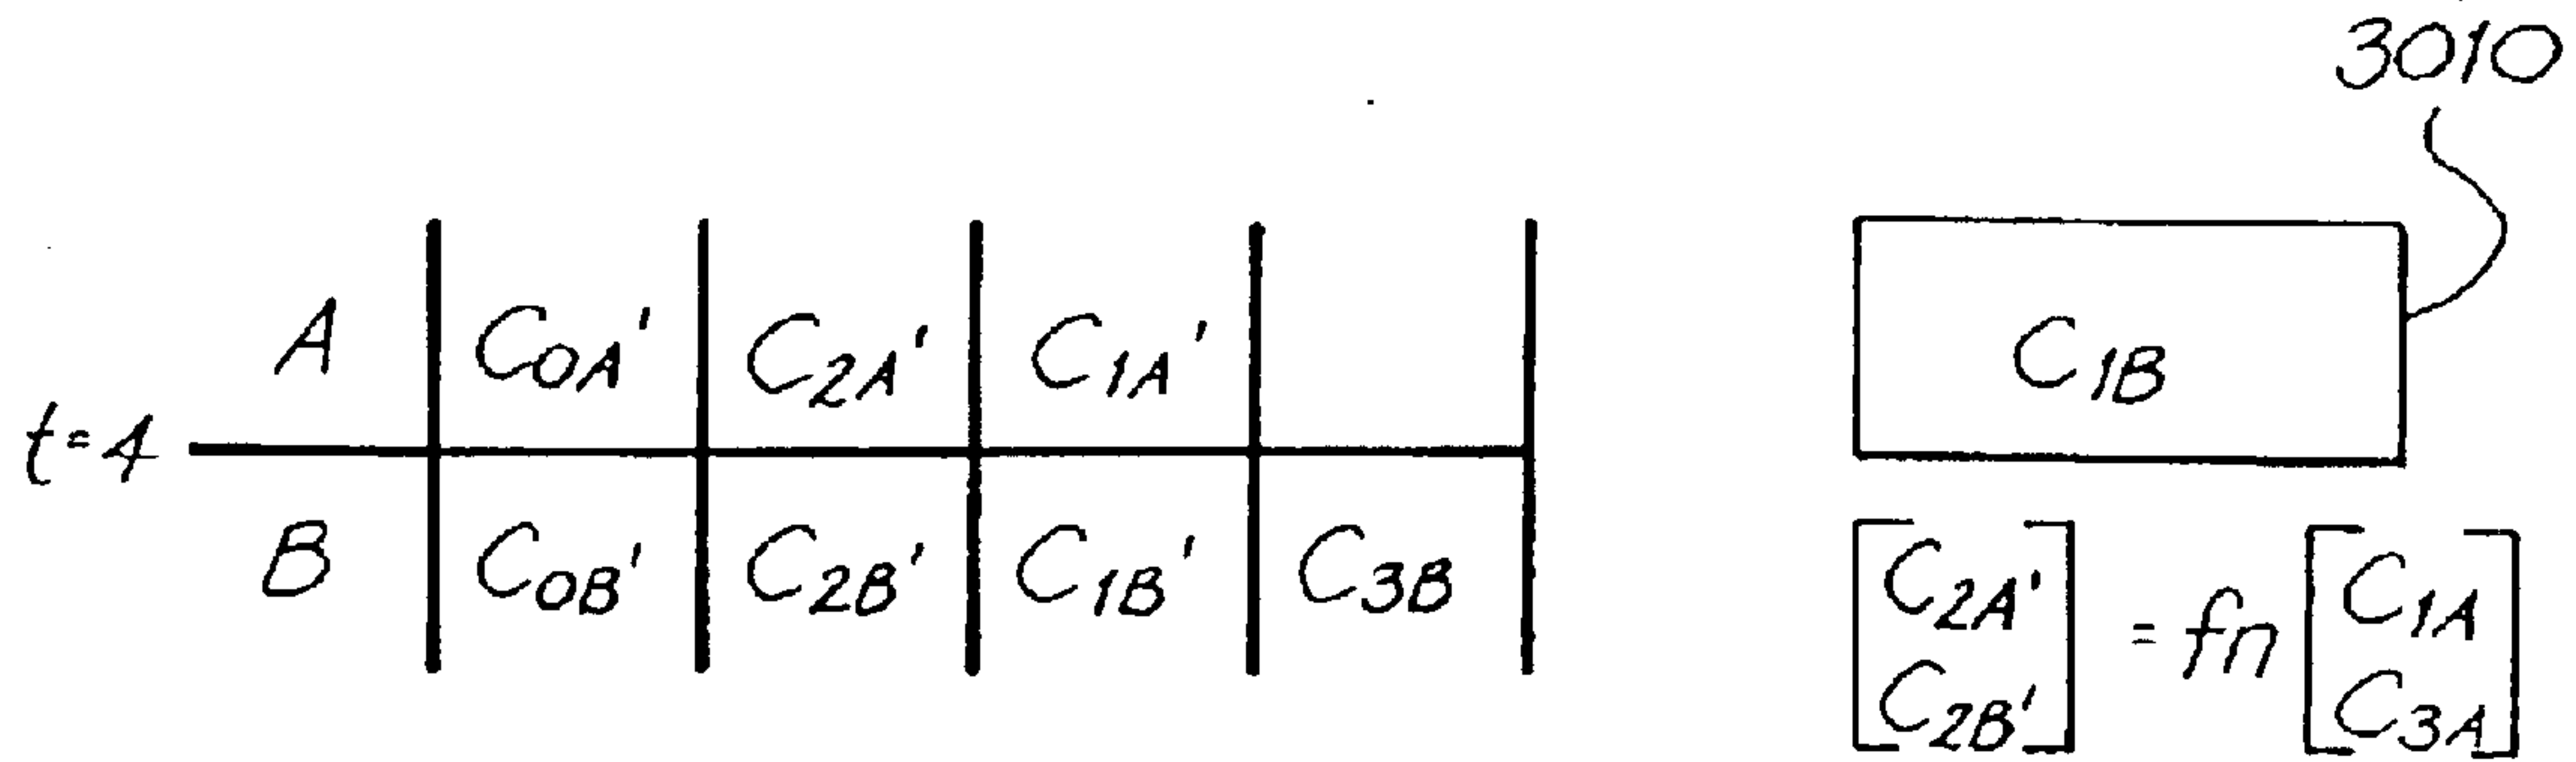 3010
A C0A' C2A' C1A'
C1B
t=4
B C0B' C2B' C1B' C3B
[C2A' C2B'] = fn [C1A C3A]